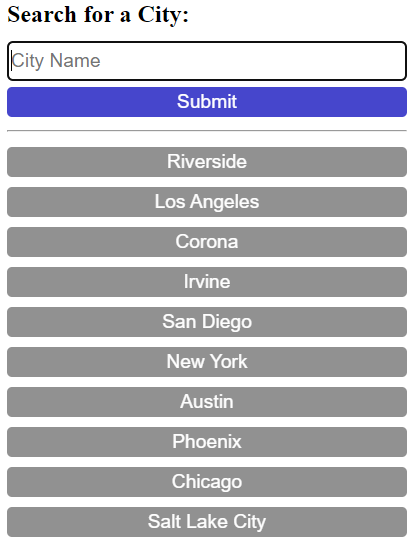 Search for a City:
City Name
Submit
Riverside
Los Angeles
Corona
Irvine
San Diego
New York
Austin
Phoenix
Chicago
Salt Lake City